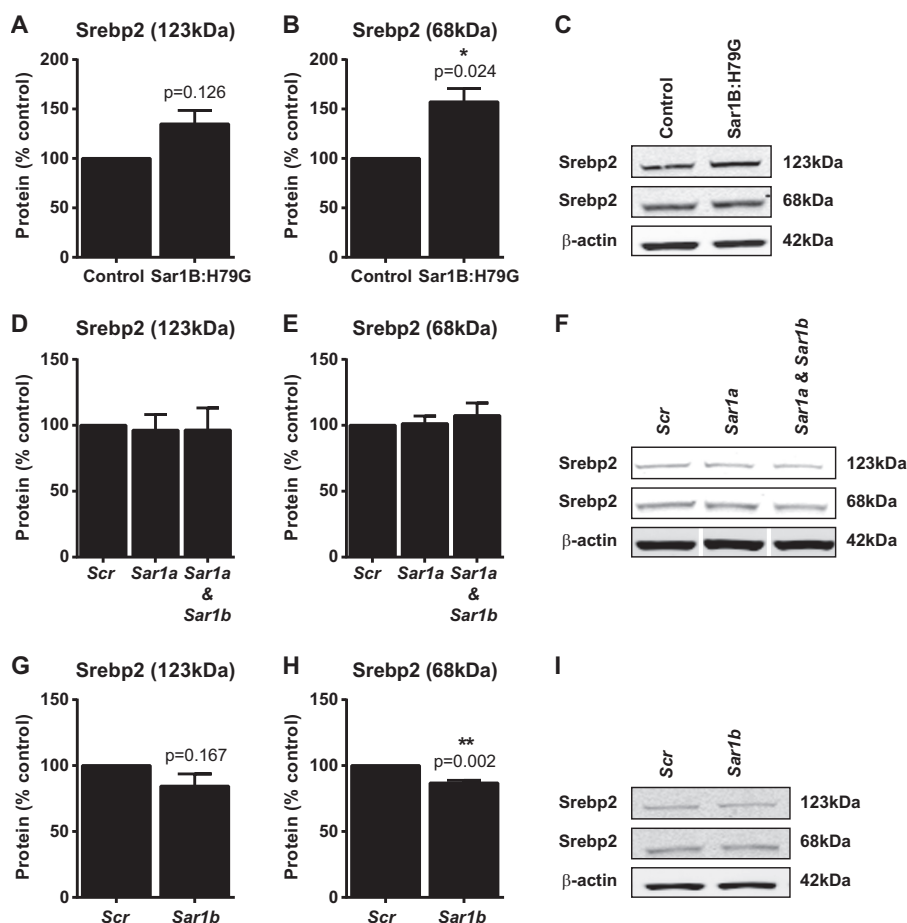 A
Srebp2 (123kDa)
200
150
100
50
0
Protein (% control)
p=0.126
Control Sar1B:H79G
B
Srebp2 (68kDa)
200
150
100
50
0
Protein (% control)
*
p=0.024
Control Sar1B:H79G
C
Control
Sar1B:H79G
Srebp2 123kDa
Srebp2 68kDa
β-actin 42kDa
D
Srebp2 (123kDa)
150
100
50
0
Protein (% control)
Scr Sar1a Sar1a
&
Sar1b
E
Srebp2 (68kDa)
150
100
50
0
Protein (% control)
Scr Sar1a Sar1a
&
Sar1b
F
Scr
Sar1a
Sar1a & Sar1b
Srebp2 123kDa
Srebp2 68kDa
β-actin 42kDa
G
Srebp2 (123kDa)
150
100
50
0
Protein (% control)
p=0.167
Scr Sar1b
H
Srebp2 (68kDa)
150
100
50
0
Protein (% control)
**
p=0.002
Scr Sar1b
I
Scr
Sar1b
Srebp2 123kDa
Srebp2 68kDa
β-actin 42kDa